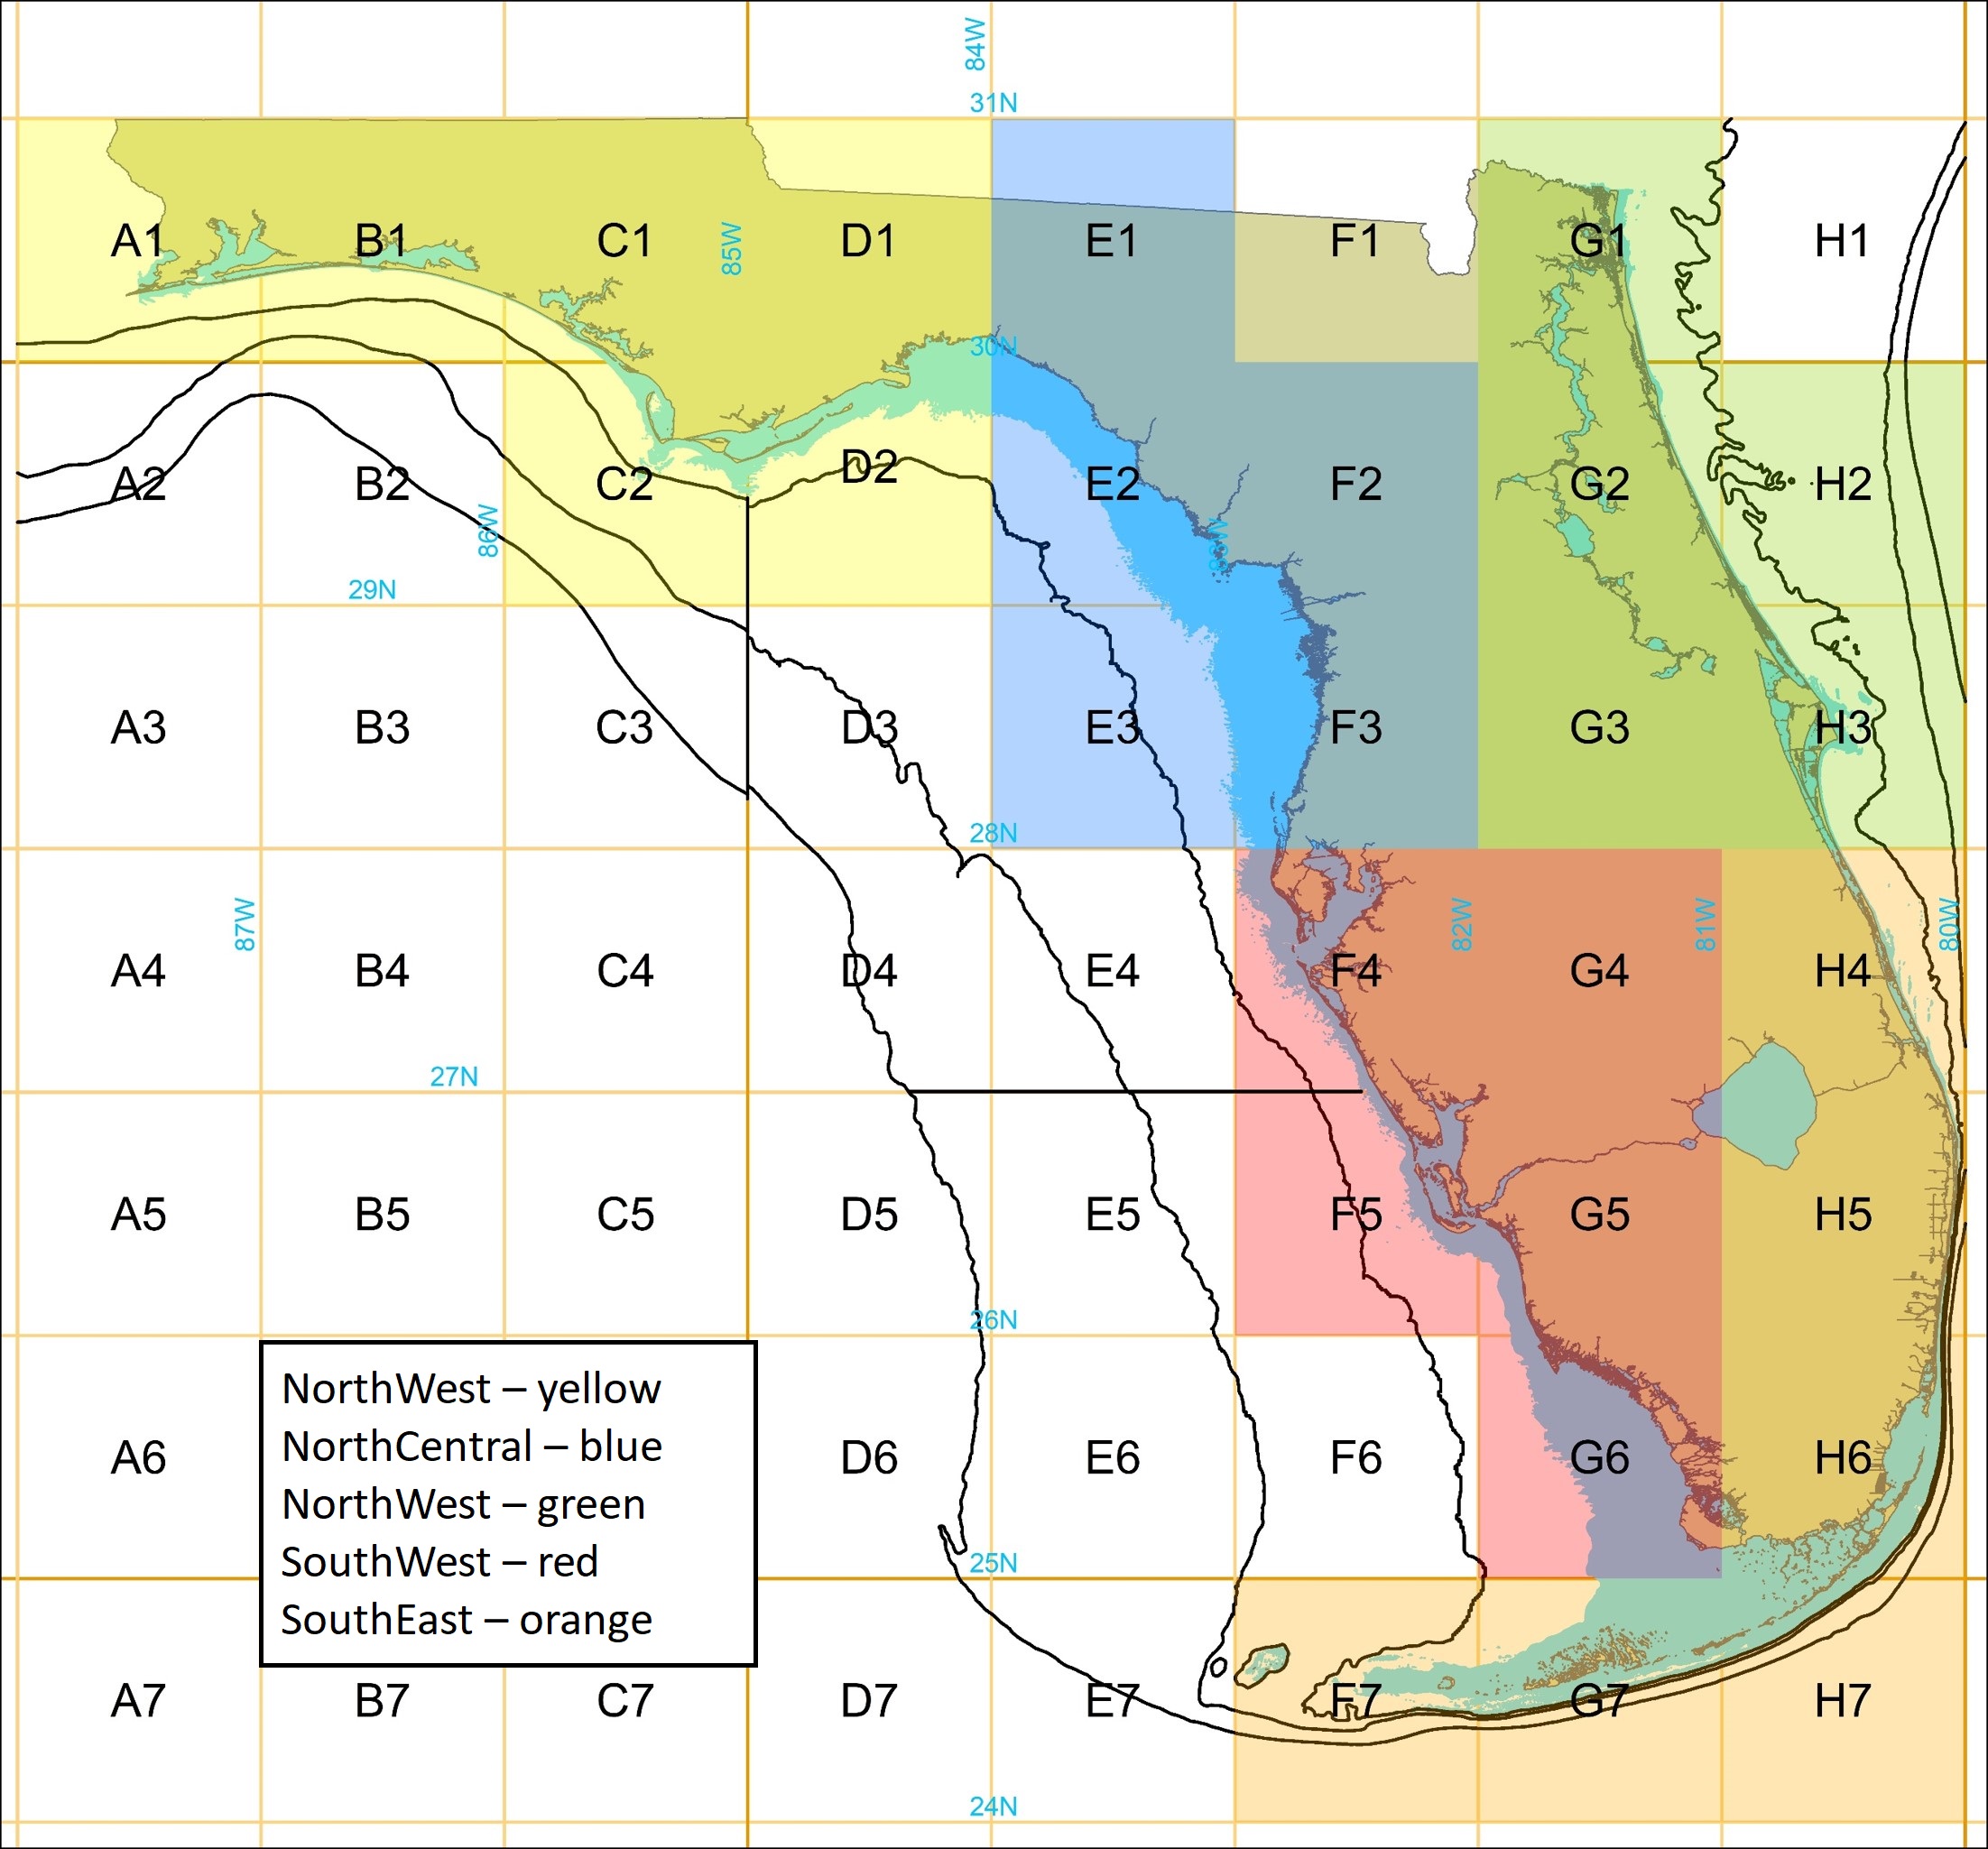 84W
31N
A1 B1 C1 85W D1 E1 F1 G1 H1
30N
A2 B2 C2 D2 E2 F2 G2 H2
86W 83W
29N
A3 B3 C3 D3 E3 F3 G3 H3
28N
87W 82W 81W 80W
A4 B4 C4 D4 E4 F4 G4 H4
27N
A5 B5 C5 D5 E5 F5 G5 H5
26N
NorthWest – yellow
NorthCentral – blue
NorthWest – green
SouthWest – red
SouthEast – orange
A6 D6 E6 F6 G6 H6
25N
A7 B7 C7 D7 E7 F7 G7 H7
24N